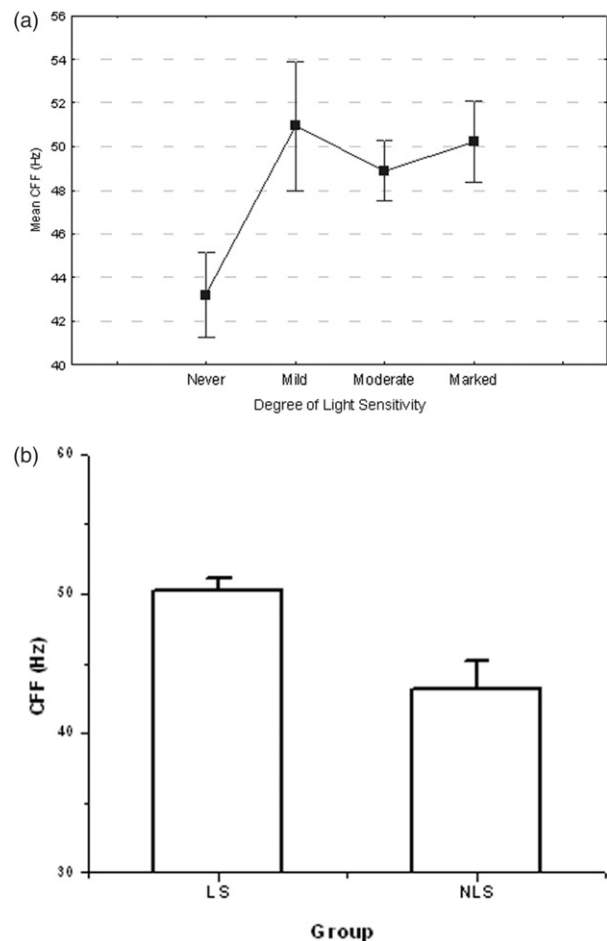 (a)
56
54
52
50
48
46
44
42
40
Mean CFF (Hz)
Never Mild Moderate Marked
Degree of Light Sensitivity
(b)
60
50
40
30
CFF (Hz)
LS NLS
Group